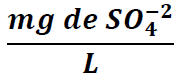 mg de SO₄⁻²
L